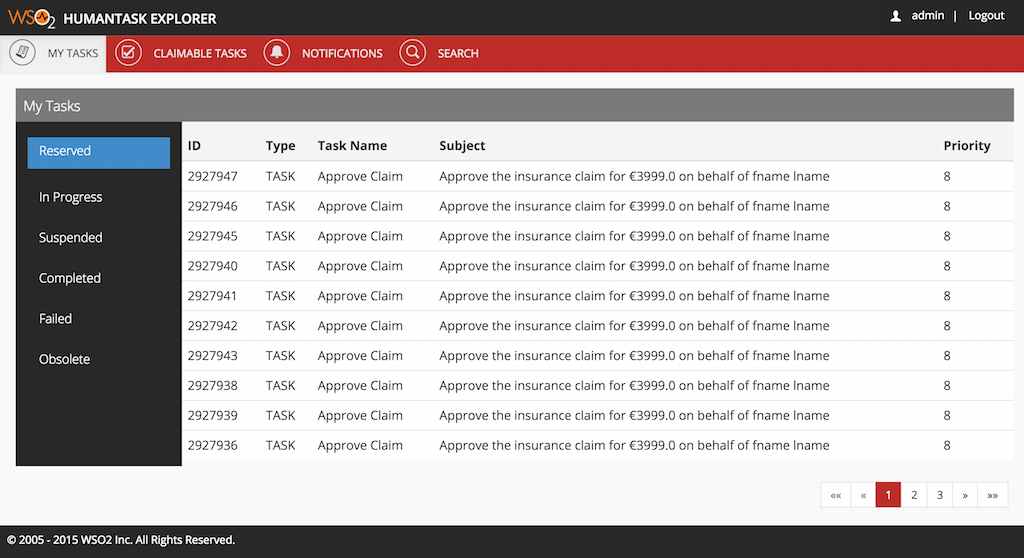 WSO2 HUMANTASK EXPLORER admin | Logout
MY TASKS CLAIMABLE TASKS NOTIFICATIONS SEARCH
My Tasks
Reserved
In Progress
Suspended
Completed
Failed
Obsolete
ID Type Task Name Subject Priority
2927947 TASK Approve Claim Approve the insurance claim for €3999.0 on behalf of fname lname 8
2927946 TASK Approve Claim Approve the insurance claim for €3999.0 on behalf of fname lname 8
2927945 TASK Approve Claim Approve the insurance claim for €3999.0 on behalf of fname lname 8
2927940 TASK Approve Claim Approve the insurance claim for €3999.0 on behalf of fname lname 8
2927941 TASK Approve Claim Approve the insurance claim for €3999.0 on behalf of fname lname 8
2927942 TASK Approve Claim Approve the insurance claim for €3999.0 on behalf of fname lname 8
2927943 TASK Approve Claim Approve the insurance claim for €3999.0 on behalf of fname lname 8
2927938 TASK Approve Claim Approve the insurance claim for €3999.0 on behalf of fname lname 8
2927939 TASK Approve Claim Approve the insurance claim for €3999.0 on behalf of fname lname 8
2927936 TASK Approve Claim Approve the insurance claim for €3999.0 on behalf of fname lname 8
«« « 1 2 3 » »»
© 2005 - 2015 WSO2 Inc. All Rights Reserved.